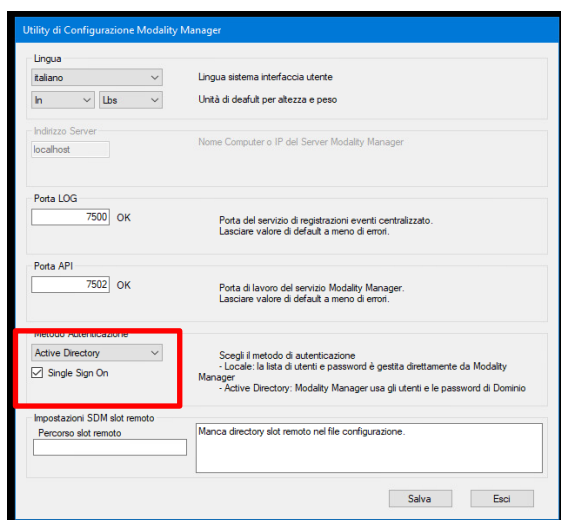 Utility di Configurazione Modality Manager
Lingua
italiano
Lingua sistema interfaccia utente
In Lbs
Unità di deafult per altezza e peso
Indirizzo Server
localhost
Nome Computer o IP del Server Modality Manager
Porta LOG
7500 OK
Porta del servizio di registrazioni eventi centralizzato.
Lasciare valore di default a meno di errori.
Porta API
7502 OK
Porta di lavoro del servizio Modality Manager.
Lasciare valore di default a meno di errori.
Metodo Autenticazione
Active Directory
Single Sign On
Scegli il metodo di autenticazione
- Locale: la lista di utenti e password è gestita direttamente da Modality
Manager
- Active Directory: Modality Manager usa gli utenti e le password di Dominio
Impostazioni SDM slot remoto
Percorso slot remoto
Manca directory slot remoto nel file configurazione.
Salva Esci